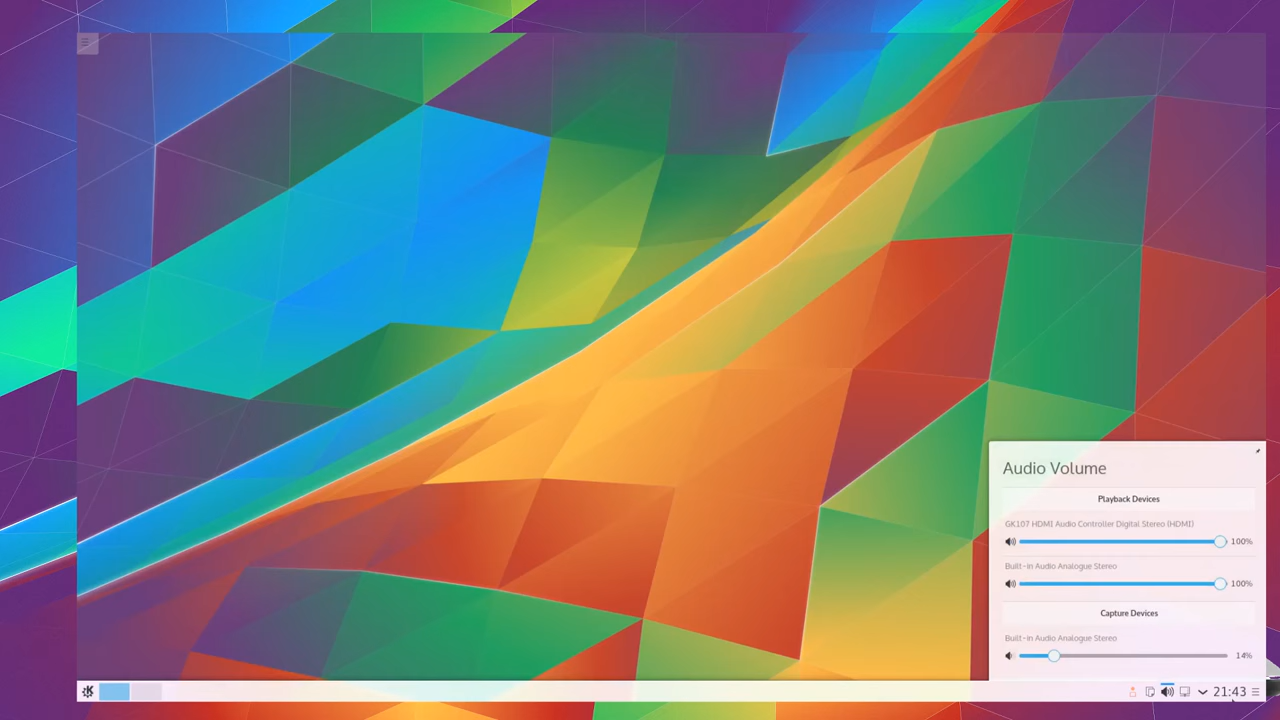 Audio Volume
Playback Devices
GK107 HDMI Audio Controller Digital Stereo (HDMI)
100%
Built-in Audio Analogue Stereo
100%
Capture Devices
Built-in Audio Analogue Stereo
14%
21:43